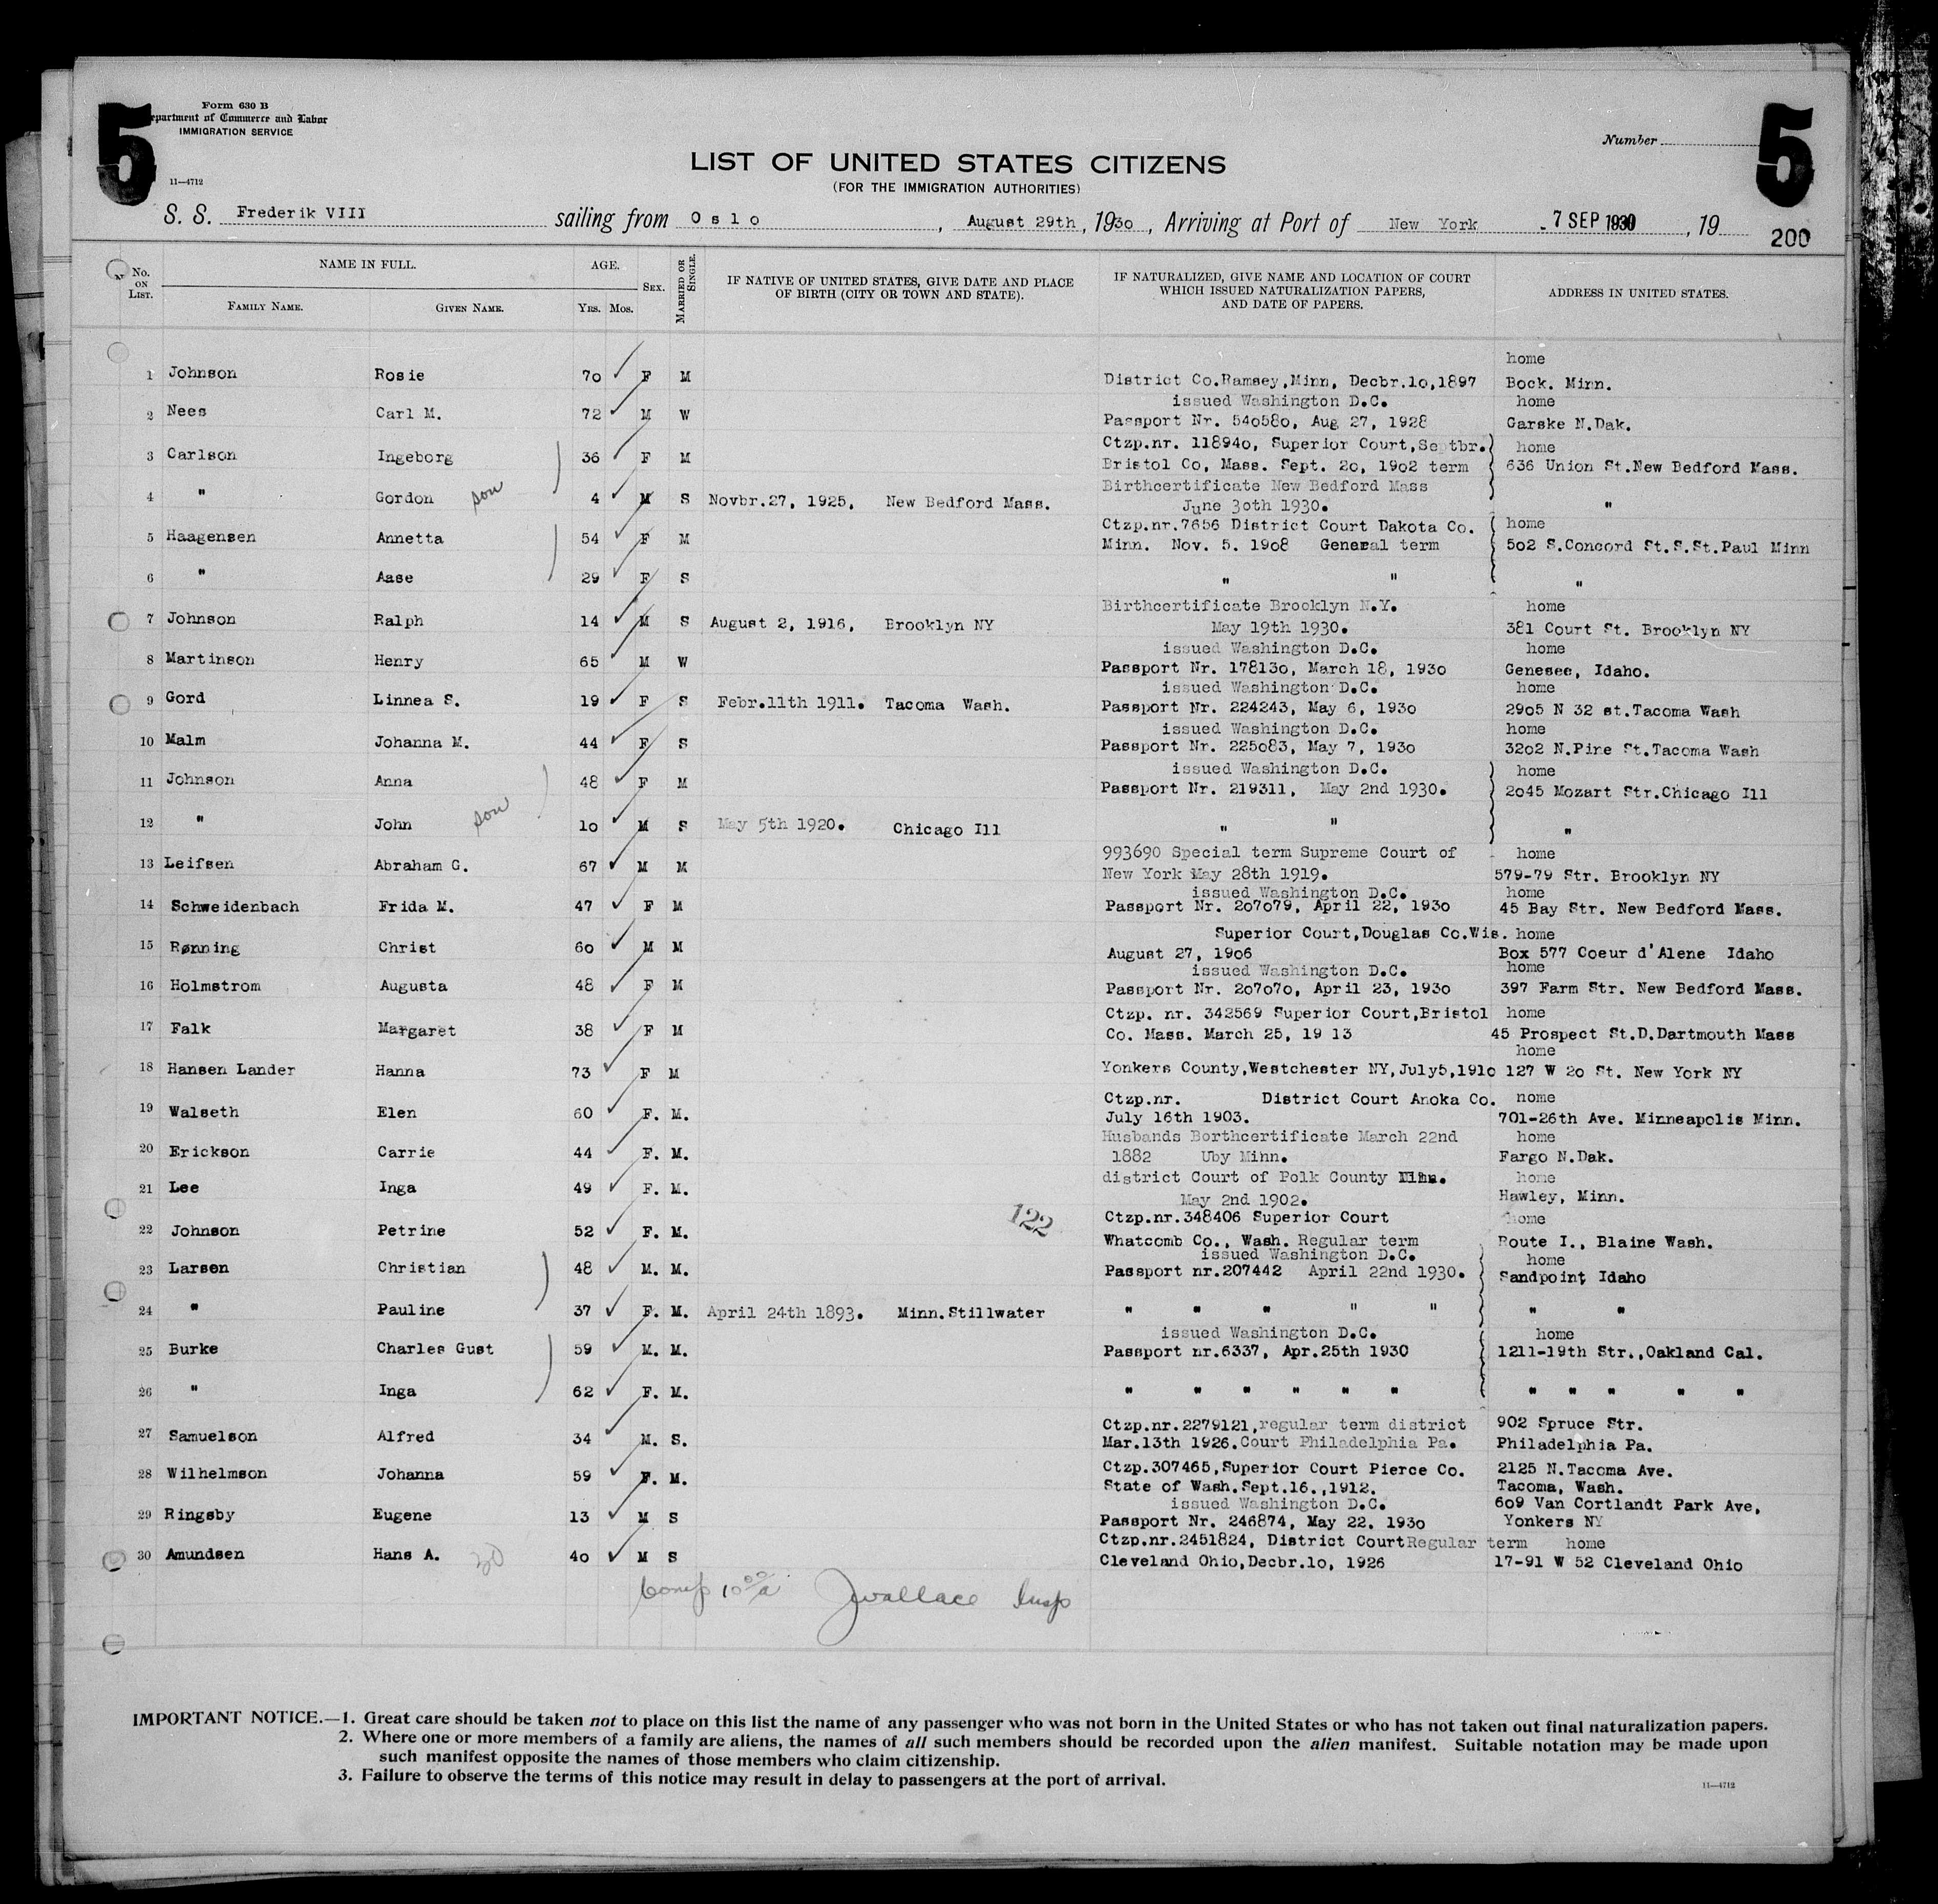 5
Form 630 B
Department of Commerce and Labor
IMMIGRATION SERVICE
11—4712
Number
5
LIST OF UNITED STATES CITIZENS
(FOR THE IMMIGRATION AUTHORITIES)
S. S. Frederik VIII sailing from Oslo, August 29th, 1930, Arriving at Port of New York 7 SEP 1930, 19
200
No. ON LIST. NAME IN FULL. FAMILY NAME. GIVEN NAME. AGE. YRS. MOS. SEX. MARRIED OR SINGLE. IF NATIVE OF UNITED STATES, GIVE DATE AND PLACE OF BIRTH (CITY OR TOWN AND STATE). IF NATURALIZED, GIVE NAME AND LOCATION OF COURT WHICH ISSUED NATURALIZATION PAPERS, AND DATE OF PAPERS. ADDRESS IN UNITED STATES.
home
1 Johnson Rosie 70 F M District Co.Ramsey,Minn, Decbr.10,1897 Bock. Minn.
issued Washington D.C. home
2 Nees Carl M. 72 M W Passport Nr. 540580, Aug 27, 1928 Garske N.Dak.
Ctzp.nr. 118940, Superior Court,Septbr. home
3 Carlson Ingeborg 36 F M Bristol Co, Mass. Sept. 20, 1902 term 636 Union St.New Bedford Mass.
Birthcertificate New Bedford Mass
4 " Gordon son 4 M S Novbr.27, 1925, New Bedford Mass. June 30th 1930. "
Ctzp.nr.7656 District Court Dakota Co. home
5 Haagensen Annetta 54 F M Minn. Nov. 5. 1908 General term 502 S.Concord St.S.St.Paul Minn
6 " Aase 29 F S " " "
Birthcertificate Brooklyn N.Y. home
7 Johnson Ralph 14 M S August 2, 1916, Brooklyn NY May 19th 1930. 381 Court St. Brooklyn NY
issued Washington D.C. home
8 Martinson Henry 65 M W Passport Nr. 178130, March 18, 1930 Genesee, Idaho.
issued Washington D.C. home
9 Gord Linnea S. 19 F S Febr.11th 1911. Tacoma Wash. Passport Nr. 224243, May 6, 1930 2905 N 32 st.Tacoma Wash
issued Washington D.C. home
10 Malm Johanna M. 44 F S Passport Nr. 225083, May 7, 1930 3202 N.Pine St.Tacoma Wash
issued Washington D.C. home
11 Johnson Anna 48 F M Passport Nr. 219311, May 2nd 1930. 2045 Mozart Str.Chicago Ill
12 " John son 10 M S May 5th 1920. Chicago Ill " " "
993690 Special term Supreme Court of home
13 Leifsen Abraham G. 67 M M New York May 28th 1919. 579-79 Str. Brooklyn NY
issued Washington D.C. home
14 Schweidenbach Frida M. 47 F M Passport Nr. 207079, April 22, 1930 45 Bay Str. New Bedford Mass.
Superior Court,Douglas Co.Wis. home
15 Rønning Christ 60 M M August 27, 1906 Box 577 Coeur d'Alene Idaho
issued Washington D.C. home
16 Holmstrom Augusta 48 F M Passport Nr. 207070, April 23, 1930 397 Farm Str. New Bedford Mass.
Ctzp. nr. 342569 Superior Court,Bristol home
17 Falk Margaret 38 F M Co. Mass. March 25, 19 13 45 Prospect St.D.Dartmouth Mass
home
18 Hansen Lander Hanna 73 F M Yonkers County,Westchester NY,July5,1910 127 W 20 St. New York NY
Ctzp.nr. District Court Anoka Co. home
19 Walseth Elen 60 F. M. July 16th 1903. 701-26th Ave. Minneapolis Minn.
Husbands Borthcertificate March 22nd home
20 Erickson Carrie 44 F. M. 1882 Uby Mihn. Fargo N.Dak.
district Court of Polk County Minn. home
21 Lee Inga 49 F. M. May 2nd 1902. Hawley, Minn.
122
Ctzp.nr.348406 Superior Court home
22 Johnson Petrine 52 F. M. Whatcomb Co., Wash. Regular term Route I., Blaine Wash.
issued Washington D.C. home
23 Larsen Christian 48 M. M. Passport nr.207442 April 22nd 1930. Sandpoint Idaho
24 " Pauline 37 F. M. April 24th 1893. Minn.Stillwater " " " " " " "
issued Washington D.C. home
25 Burke Charles Gust 59 M. M. Passport nr.6337, Apr.25th 1930 1211-19th Str.,Oakland Cal.
26 " Inga 62 F. M. " " " " " " " " " " "
Ctzp.nr.2279121,regular term district 902 Spruce Str.
27 Samuelson Alfred 34 M. S. Mar.13th 1926.Court Philadelphia Pa. Philadelphia Pa.
Ctzp.307465,Superior Court Pierce Co. 2125 N.Tacoma Ave.
28 Wilhelmson Johanna 59 F. M. State of Wash.Sept.16.,1912. Tacoma, Wash.
issued Washington D.C. 609 Van Cortlandt Park Ave,
29 Ringsby Eugene 13 M S Passport Nr. 246874, May 22. 1930 Yonkers NY
Ctzp.nr.2451824, District CourtRegular term home
30 Amundsen Hans A. 30 40 M S Cleveland Ohio,Decbr.10, 1926 17-91 W 52 Cleveland Ohio
Comp 10 00/a JWallace Insp
IMPORTANT NOTICE.—1. Great care should be taken not to place on this list the name of any passenger who was not born in the United States or who has not taken out final naturalization papers.
2. Where one or more members of a family are aliens, the names of all such members should be recorded upon the alien manifest. Suitable notation may be made upon
such manifest opposite the names of those members who claim citizenship.
3. Failure to observe the terms of this notice may result in delay to passengers at the port of arrival.
11—4712